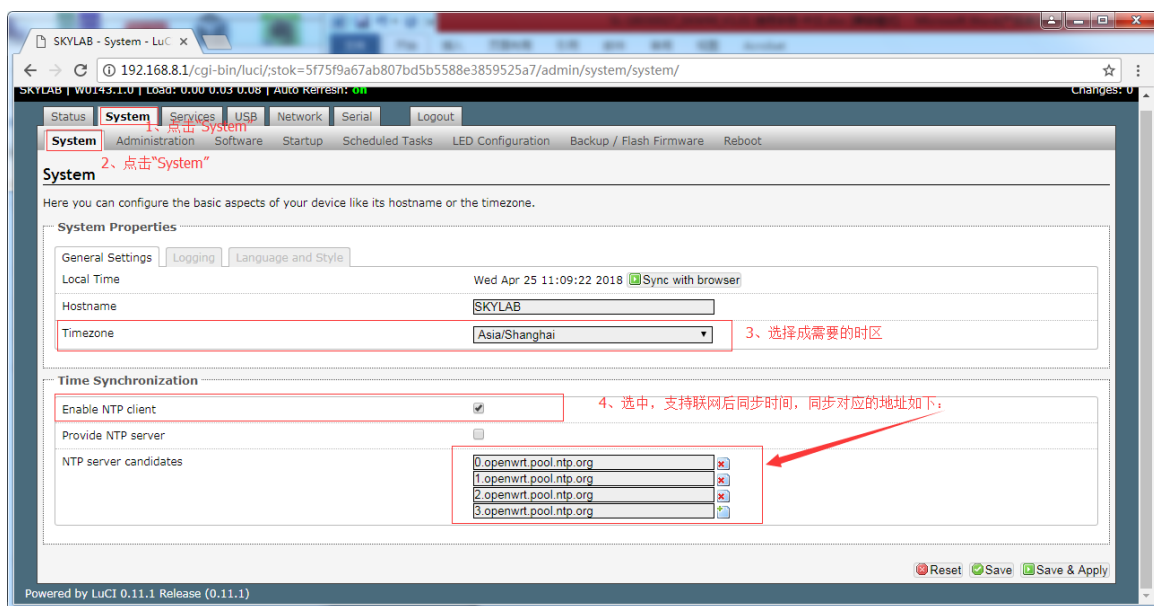 SKYLAB - System - LuC
192.168.8.1/cgi-bin/luci/;stok=5f75f9a67ab807bd5b5588e3859525a7/admin/system/system/
SKYLAB | W0143.1.0 | Load: 0.00 0.03 0.08 | Auto Refresh: on Changes: 0
Status System Services USB Network Serial Logout
1、点击“System”
System Administration Software Startup Scheduled Tasks LED Configuration Backup / Flash Firmware Reboot
2、点击“System”
System
Here you can configure the basic aspects of your device like its hostname or the timezone.
System Properties
General Settings Logging Language and Style
Local Time Wed Apr 25 11:09:22 2018 Sync with browser
Hostname SKYLAB
Timezone Asia/Shanghai 3、选择成需要的时区
Time Synchronization
Enable NTP client 4、选中，支持联网后同步时间，同步对应的地址如下：
Provide NTP server
NTP server candidates 0.openwrt.pool.ntp.org
1.openwrt.pool.ntp.org
2.openwrt.pool.ntp.org
3.openwrt.pool.ntp.org
Reset Save Save & Apply
Powered by LuCI 0.11.1 Release (0.11.1)